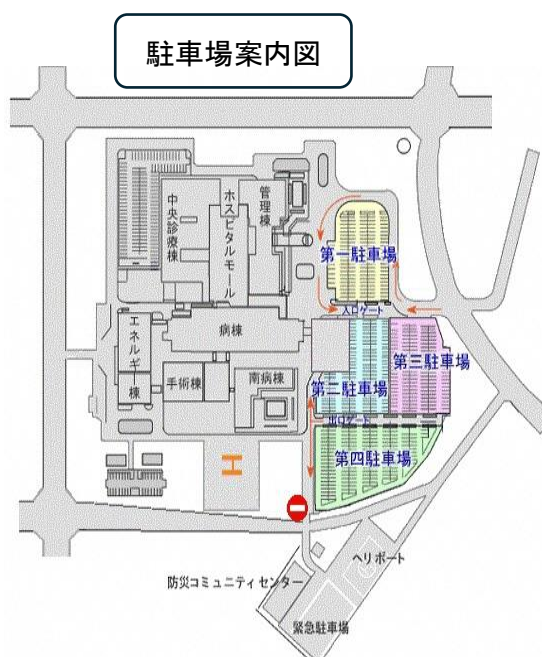 駐車場案内図
中央診療棟
ホスピタルモール
管理棟
第一駐車場
入口ゲート
エネルギー棟
病棟
第三駐車場
手術棟
南病棟
第二駐車場
出口ゲート
第四駐車場
H
ヘリポート
防災コミュニティセンター
緊急駐車場